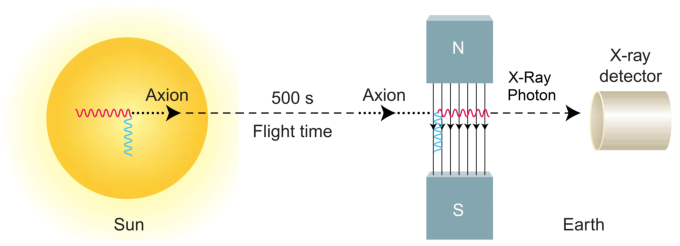 Axion
Sun
500 s
Flight time
Axion
N
S
X-Ray
Photon
X-ray
detector
Earth